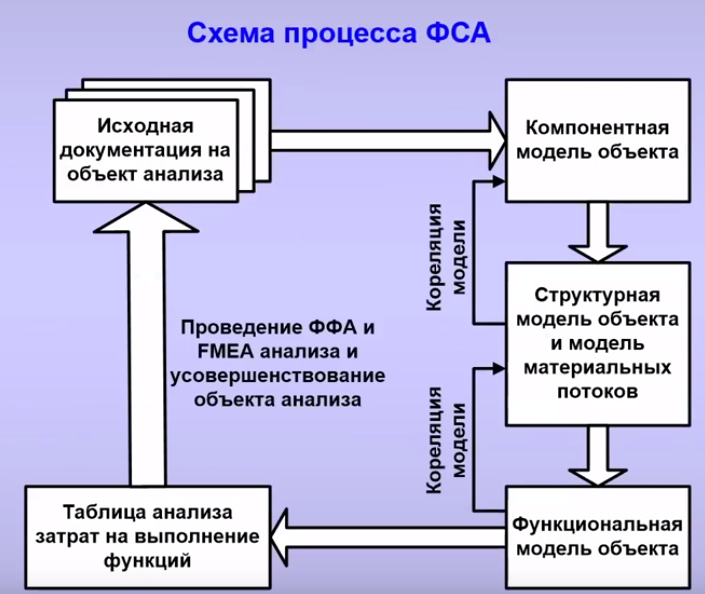 Схема процесса ФСА
Исходная
документация на
объект анализа
Компонентная
модель объекта
Кореляция
модели
Структурная
модель объекта
и модель
материальных
потоков
Проведение ФФА и
FMEA анализа и
усовершенствование
объекта анализа
Кореляция
модели
Таблица анализа
затрат на выполнение
функций
Функциональная
модель объекта